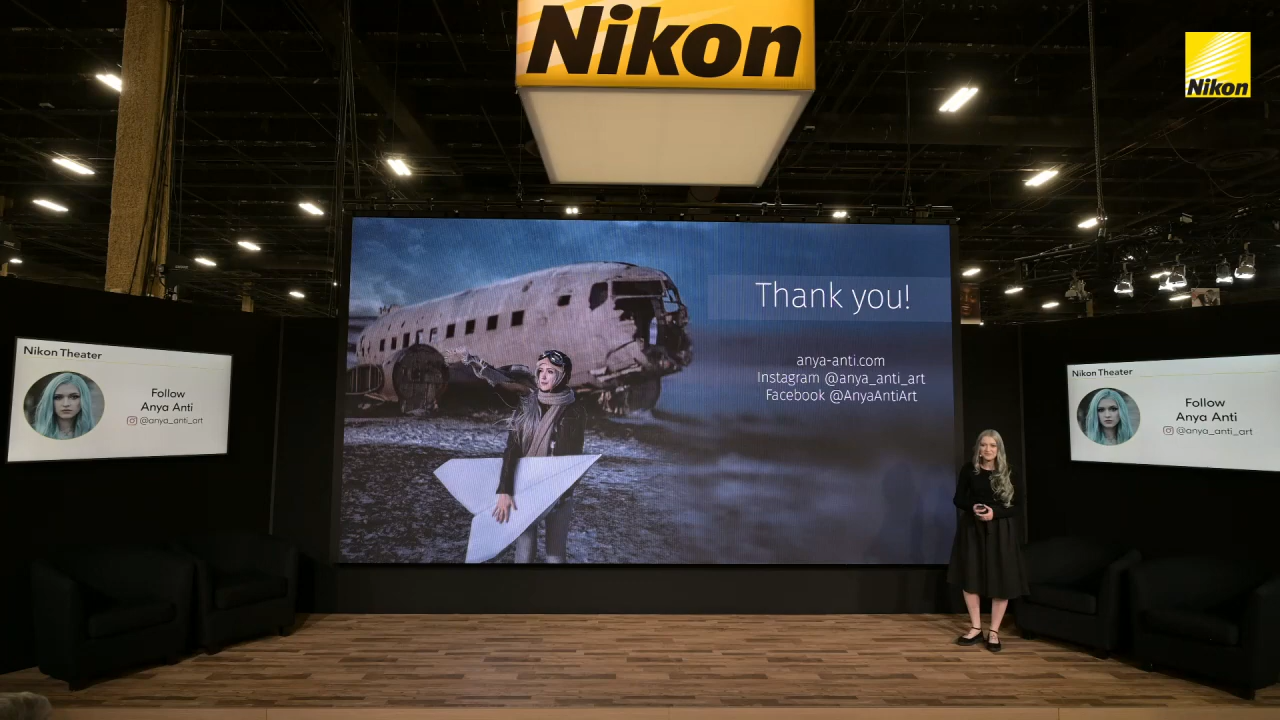 Nikon
Nikon
Thank you!
anya-anti.com
Instagram @anya_anti_art
Facebook @AnyaAntiArt
Nikon Theater
Follow
Anya Anti
@anya_anti_art
Nikon Theater
Follow
Anya Anti
@anya_anti_art